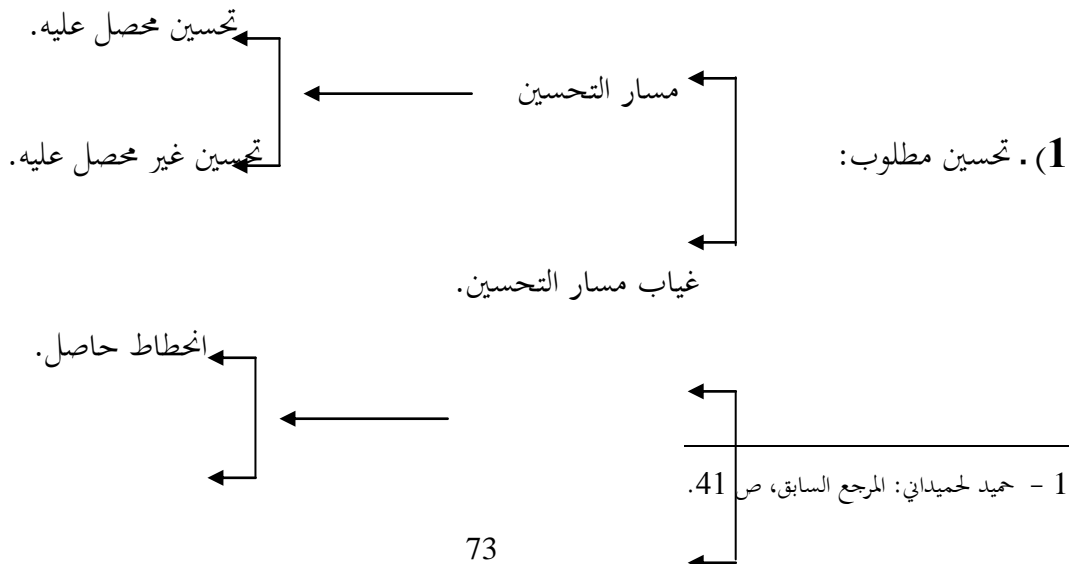 تحسين محصل عليه.
مسار التحسين
1). تحسين مطلوب:
تحسين غير محصل عليه.
غياب مسار التحسين.
انحطاط حاصل.
1 - حميد لحميداني: المرجع السابق، ص 41.
73